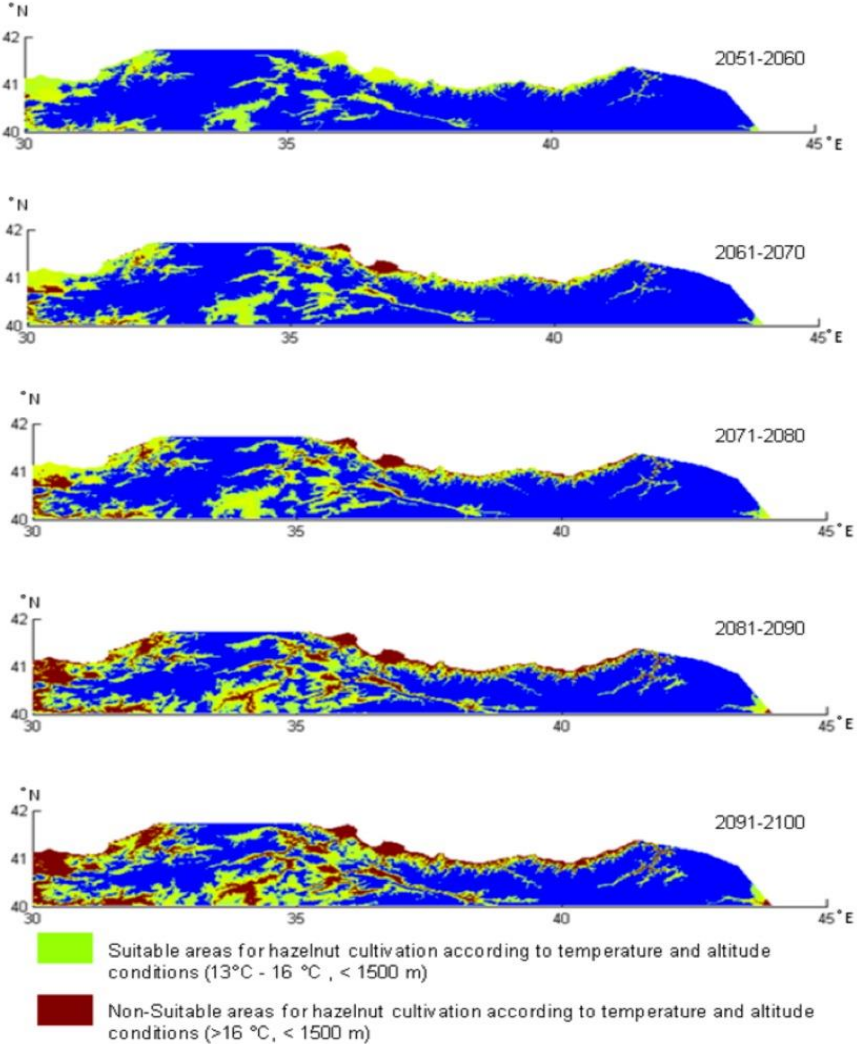 °N
42
2051-2060
41
40
30 35 40 45 °E
°N
42
2061-2070
41
40
30 35 40 45 °E
°N
42
2071-2080
41
40
30 35 40 45 °E
°N
42
2081-2090
41
40
30 35 40 45 °E
°N
42
2091-2100
41
40
30 35 40 45 °E
Suitable areas for hazelnut cultivation according to temperature and altitude
conditions (13°C - 16 °C , < 1500 m)
Non-Suitable areas for hazelnut cultivation according to temperature and altitude
conditions (>16 °C, < 1500 m)